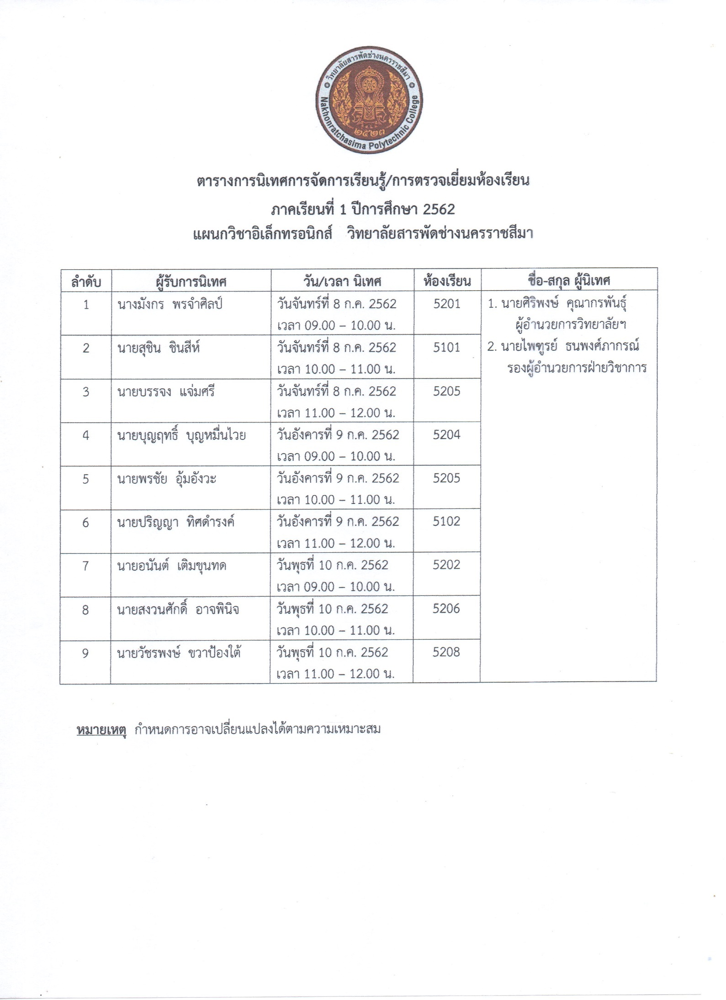 วิทยาลัยสารพัดช่างนครราชสีมา
๒๕๒๓
Nakhonratchasima Polytechnic College
ตารางการนิเทศการจัดการเรียนรู้/การตรวจเยี่ยมห้องเรียน
ภาคเรียนที่ 1 ปีการศึกษา 2562
แผนกวิชาอิเล็กทรอนิกส์ วิทยาลัยสารพัดช่างนครราชสีมา
ลำดับ ผู้รับการนิเทศ วัน/เวลา นิเทศ ห้องเรียน ชื่อ-สกุล ผู้นิเทศ
1 นางมังกร พรจำศิลป์ วันจันทร์ที่ 8 ก.ค. 2562 5201 1. นายศิริพงษ์ คุณากรพันธุ์
เวลา 09.00 – 10.00 น. ผู้อำนวยการวิทยาลัยฯ
2 นายสุชิน ชินสีห์ วันจันทร์ที่ 8 ก.ค. 2562 5101 2. นายไพฑูรย์ ธนพงศ์ภากรณ์
เวลา 10.00 – 11.00 น. รองผู้อำนวยการฝ่ายวิชาการ
3 นายบรรจง แจ่มศรี วันจันทร์ที่ 8 ก.ค. 2562 5205
เวลา 11.00 – 12.00 น.
4 นายบุญฤทธิ์ บุญหมื่นไวย วันอังคารที่ 9 ก.ค. 2562 5204
เวลา 09.00 – 10.00 น.
5 นายพรชัย อุ้มอังวะ วันอังคารที่ 9 ก.ค. 2562 5205
เวลา 10.00 – 11.00 น.
6 นายปริญญา ทิศดำรงค์ วันอังคารที่ 9 ก.ค. 2562 5102
เวลา 11.00 – 12.00 น.
7 นายอนันต์ เติมขุนทด วันพุธที่ 10 ก.ค. 2562 5202
เวลา 09.00 – 10.00 น.
8 นายสงวนศักดิ์ อาจพินิจ วันพุธที่ 10 ก.ค. 2562 5206
เวลา 10.00 – 11.00 น.
9 นายวัชรพงษ์ ขวาป้องใต้ วันพุธที่ 10 ก.ค. 2562 5208
เวลา 11.00 – 12.00 น.
หมายเหตุ กำหนดการอาจเปลี่ยนแปลงได้ตามความเหมาะสม